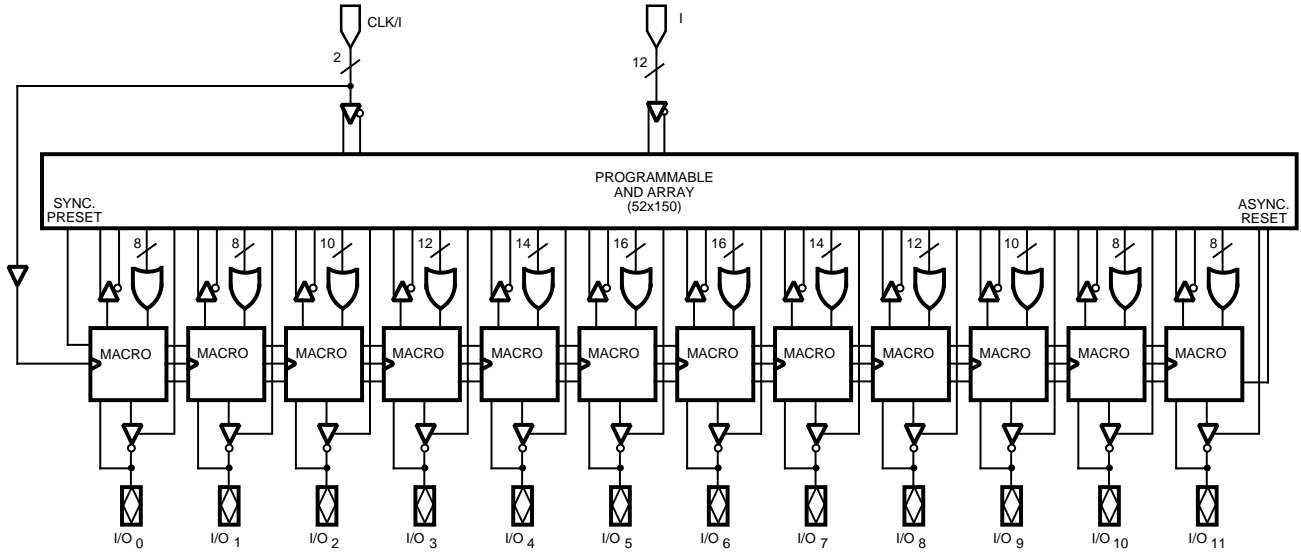 CLK/I
I
2
12
PROGRAMMABLE
AND ARRAY
(52x150)
SYNC.
PRESET
ASYNC.
RESET
8 8 10 12 14 16 16 14 12 10 8 8
MACRO MACRO MACRO MACRO MACRO MACRO MACRO MACRO MACRO MACRO MACRO MACRO
I/O 0 I/O 1 I/O 2 I/O 3 I/O 4 I/O 5 I/O 6 I/O 7 I/O 8 I/O 9 I/O 10 I/O 11